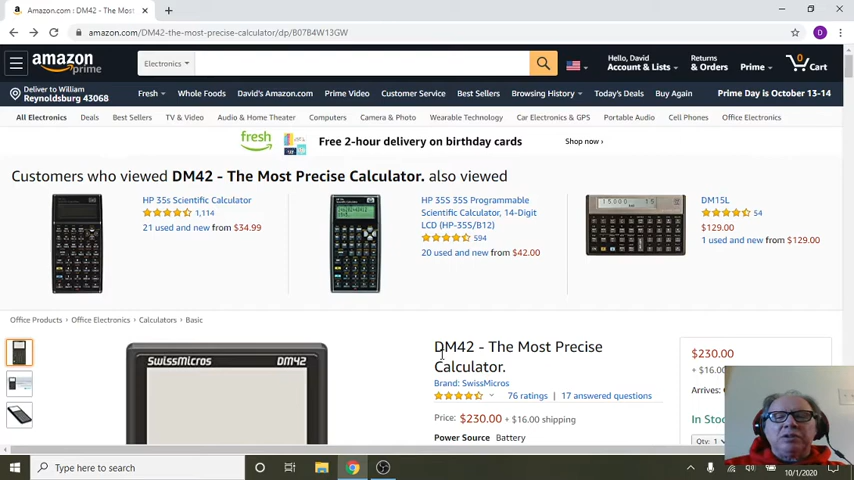 Amazon.com : DM42 - The Most
amazon.com/DM42-the-most-precise-calculator/dp/B07B4W13GW
D
amazon
prime
Electronics
Hello, David
Account & Lists
Returns
& Orders
Prime
0
Cart
Deliver to William
Reynoldsburg 43068
Fresh
Whole Foods
David's Amazon.com
Prime Video
Customer Service
Best Sellers
Browsing History
Today's Deals
Buy Again
Prime Day is October 13-14
All Electronics
Deals
Best Sellers
TV & Video
Audio & Home Theater
Computers
Camera & Photo
Wearable Technology
Car Electronics & GPS
Portable Audio
Cell Phones
Office Electronics
fresh
Free 2-hour delivery on birthday cards
Shop now ›
Customers who viewed DM42 - The Most Precise Calculator. also viewed
HP 35s Scientific Calculator
1,114
21 used and new from $34.99
HP 35S 35S Programmable
Scientific Calculator, 14-Digit
LCD (HP-35S/B12)
594
20 used and new from $42.00
DM15L
54
$129.00
1 used and new from $129.00
Office Products › Office Electronics › Calculators › Basic
SwissMicros
DM42
DM42 - The Most Precise
Calculator.
Brand: SwissMicros
76 ratings | 17 answered questions
Price: $230.00 + $16.00 shipping
Power Source Battery
$230.00
+ $16.00
Arrives:
In Stoc
Qty: 1
Type here to search
10/1/2020